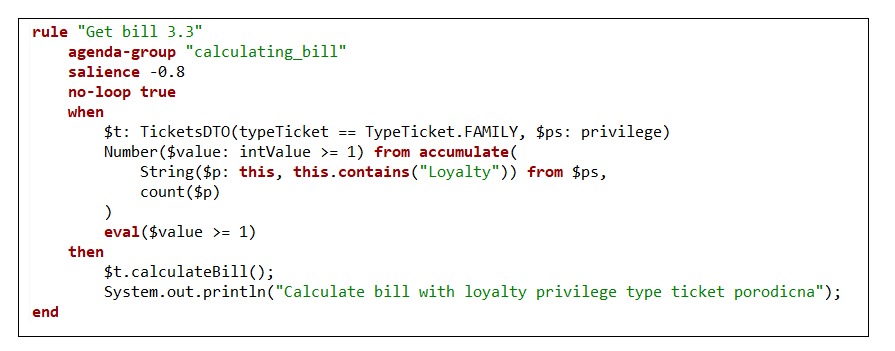 rule "Get bill 3.3"
    agenda-group "calculating_bill"
    salience -0.8
    no-loop true
    when
        $t: TicketsDTO(typeTicket == TypeTicket.FAMILY, $ps: privilege)
        Number($value: intValue >= 1) from accumulate(
            String($p: this, this.contains("Loyalty")) from $ps,
            count($p)
        )
        eval($value >= 1)
    then
        $t.calculateBill();
        System.out.println("Calculate bill with loyalty privilege type ticket porodicna");
end